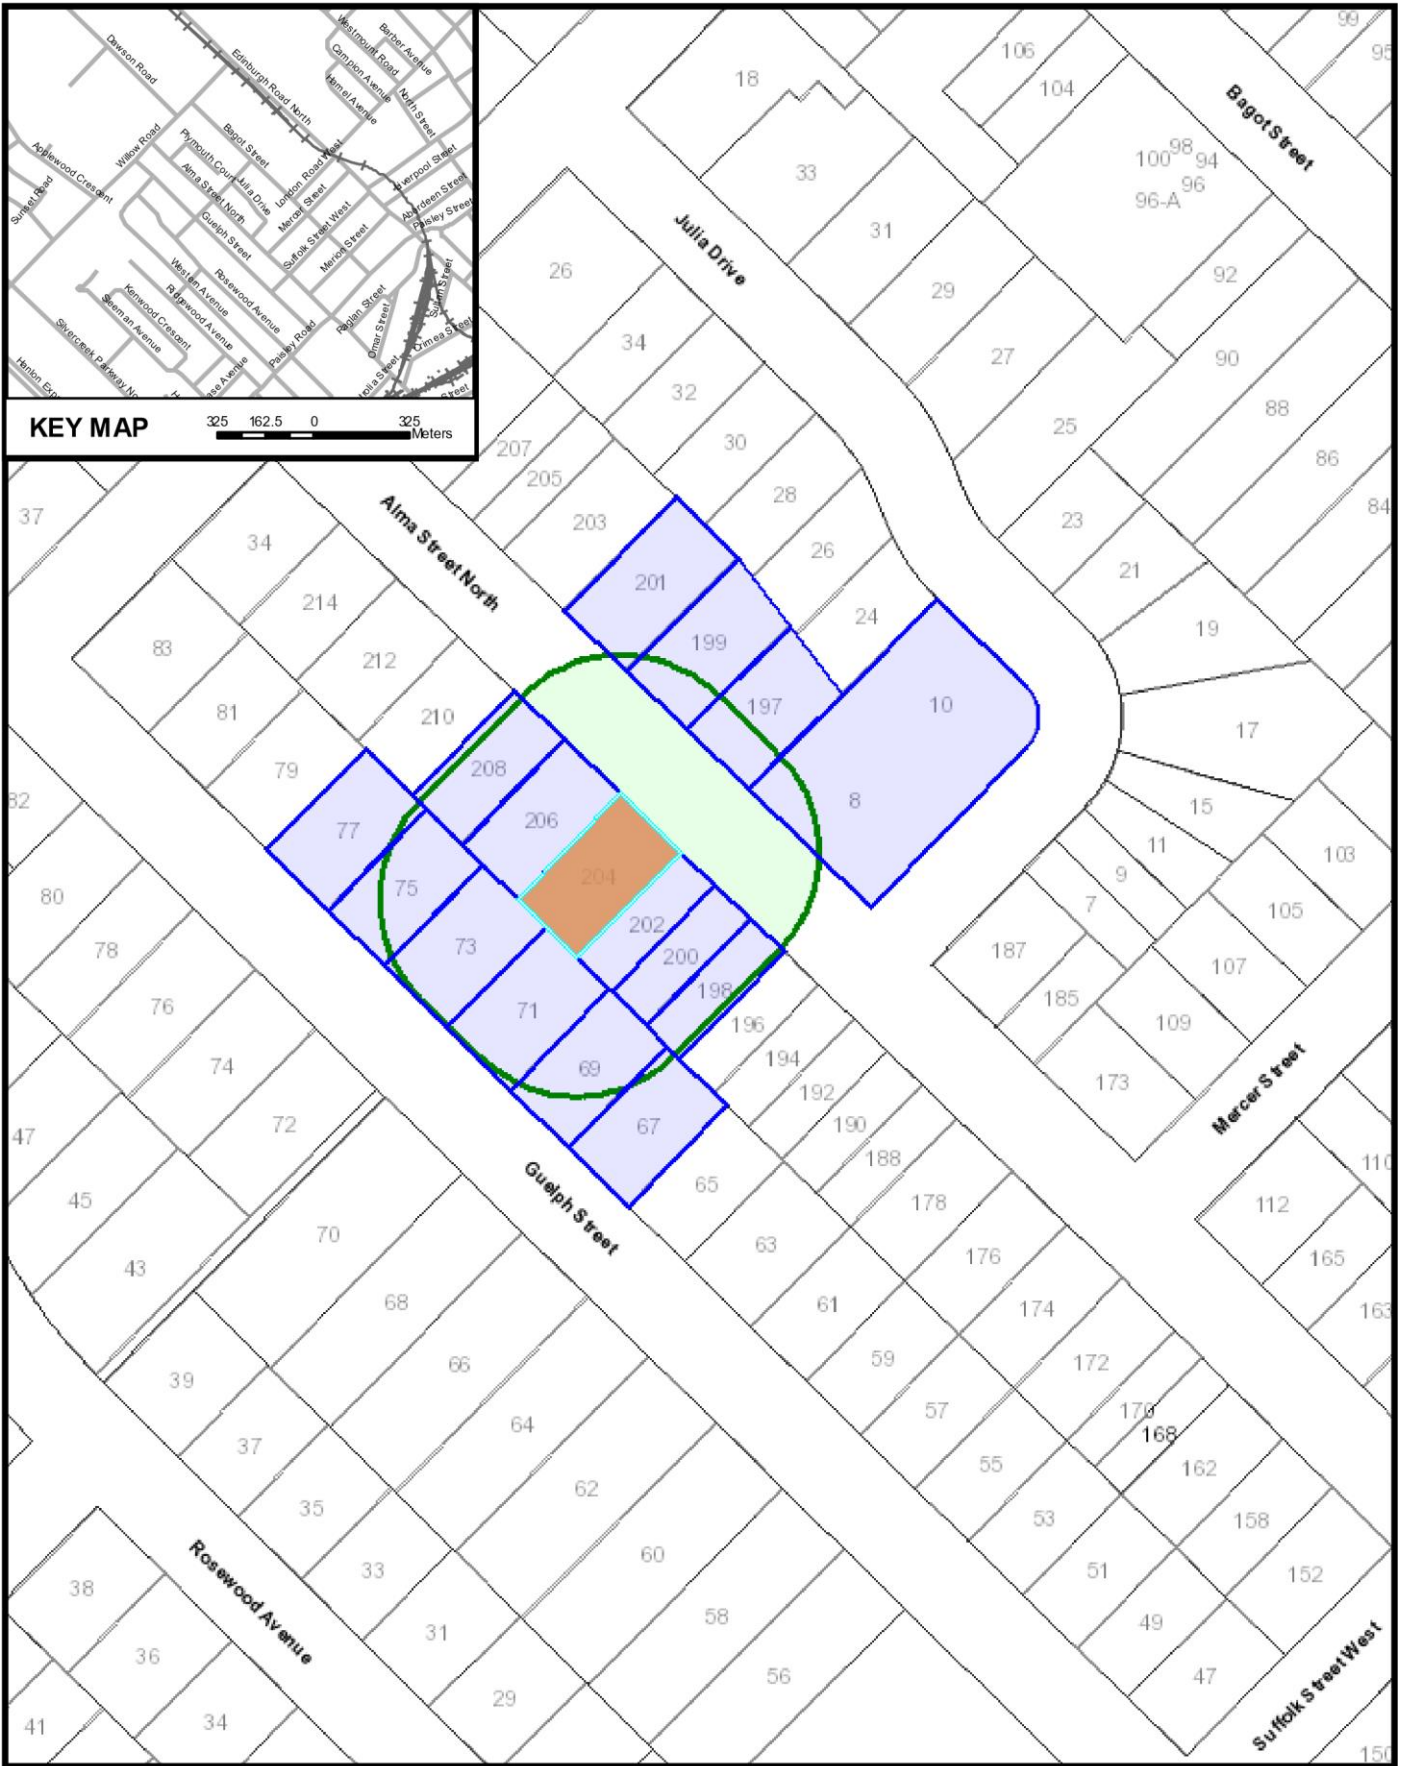 Dawson Road
Edinburgh Road North
Westmount Road
Barber Avenue
Campion Avenue
Hamel Avenue
North Street
Applewood Crescent
Willow Road
Bagot Street
Plymouth Court
Julia Drive
Alma Street North
London Road West
Liverpool Street
Mercer Street
Aberdeen Street
Paisley Street
Sunset Road
Guelph Street
Suffolk Street West
Merion Street
Western Avenue
Rosewood Avenue
Ridgewood Avenue
Kenwood Crescent
Seeman Avenue
Raglan Street
Omar Street
Susan Street
Crimea Street
Paisley Road
Silvercreek Parkway No
Hanlon Exp
ase Avenue
H
Street
KEY MAP
325 162.5 0 325
Meters
99
95
106
104
18
Bagot Street
33
100 98 94
96
96-A
31
Julia Drive
26
29
92
34
27
90
32
88
25
30
86
207
205
28
84
203
23
37
Alma Street North
34
26
21
201
214
24
19
199
83
212
197
10
17
81
210
79
208
82
8
15
206
77
11
103
204
9
75
80
7
105
202
73
78
187
200
107
198
76
71
185
196
109
74
69
194
173
Mercer Street
192
72
67
190
47
188
110
65
Guelph Street
178
112
45
63
70
176
165
43
61
174
68
163
59
66
172
39
57
170
64
168
37
55
162
62
35
53
158
33
60
51
152
38
Rosewood Avenue
31
58
49
36
56
47
29
Suffolk Street West
34
41
150